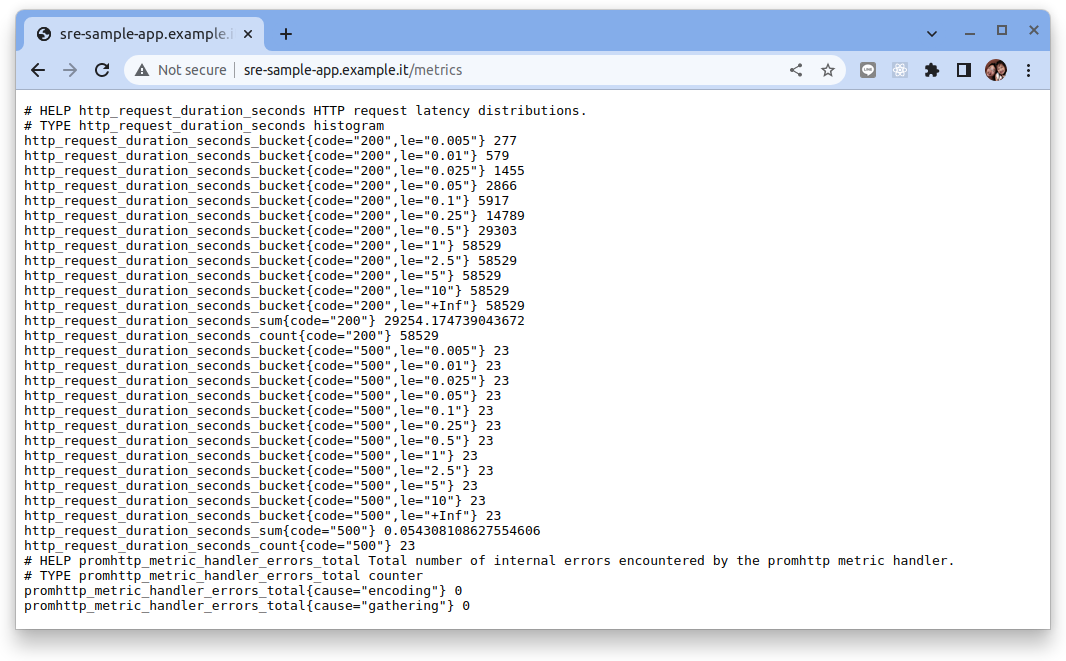 sre-sample-app.example.i
Not secure
sre-sample-app.example.it/metrics
# HELP http_request_duration_seconds HTTP request latency distributions.
# TYPE http_request_duration_seconds histogram
http_request_duration_seconds_bucket{code="200",le="0.005"} 277
http_request_duration_seconds_bucket{code="200",le="0.01"} 579
http_request_duration_seconds_bucket{code="200",le="0.025"} 1455
http_request_duration_seconds_bucket{code="200",le="0.05"} 2866
http_request_duration_seconds_bucket{code="200",le="0.1"} 5917
http_request_duration_seconds_bucket{code="200",le="0.25"} 14789
http_request_duration_seconds_bucket{code="200",le="0.5"} 29303
http_request_duration_seconds_bucket{code="200",le="1"} 58529
http_request_duration_seconds_bucket{code="200",le="2.5"} 58529
http_request_duration_seconds_bucket{code="200",le="5"} 58529
http_request_duration_seconds_bucket{code="200",le="10"} 58529
http_request_duration_seconds_bucket{code="200",le="+Inf"} 58529
http_request_duration_seconds_sum{code="200"} 29254.174739043672
http_request_duration_seconds_count{code="200"} 58529
http_request_duration_seconds_bucket{code="500",le="0.005"} 23
http_request_duration_seconds_bucket{code="500",le="0.01"} 23
http_request_duration_seconds_bucket{code="500",le="0.025"} 23
http_request_duration_seconds_bucket{code="500",le="0.05"} 23
http_request_duration_seconds_bucket{code="500",le="0.1"} 23
http_request_duration_seconds_bucket{code="500",le="0.25"} 23
http_request_duration_seconds_bucket{code="500",le="0.5"} 23
http_request_duration_seconds_bucket{code="500",le="1"} 23
http_request_duration_seconds_bucket{code="500",le="2.5"} 23
http_request_duration_seconds_bucket{code="500",le="5"} 23
http_request_duration_seconds_bucket{code="500",le="10"} 23
http_request_duration_seconds_bucket{code="500",le="+Inf"} 23
http_request_duration_seconds_sum{code="500"} 0.054308108627554606
http_request_duration_seconds_count{code="500"} 23
# HELP promhttp_metric_handler_errors_total Total number of internal errors encountered by the promhttp metric handler.
# TYPE promhttp_metric_handler_errors_total counter
promhttp_metric_handler_errors_total{cause="encoding"} 0
promhttp_metric_handler_errors_total{cause="gathering"} 0